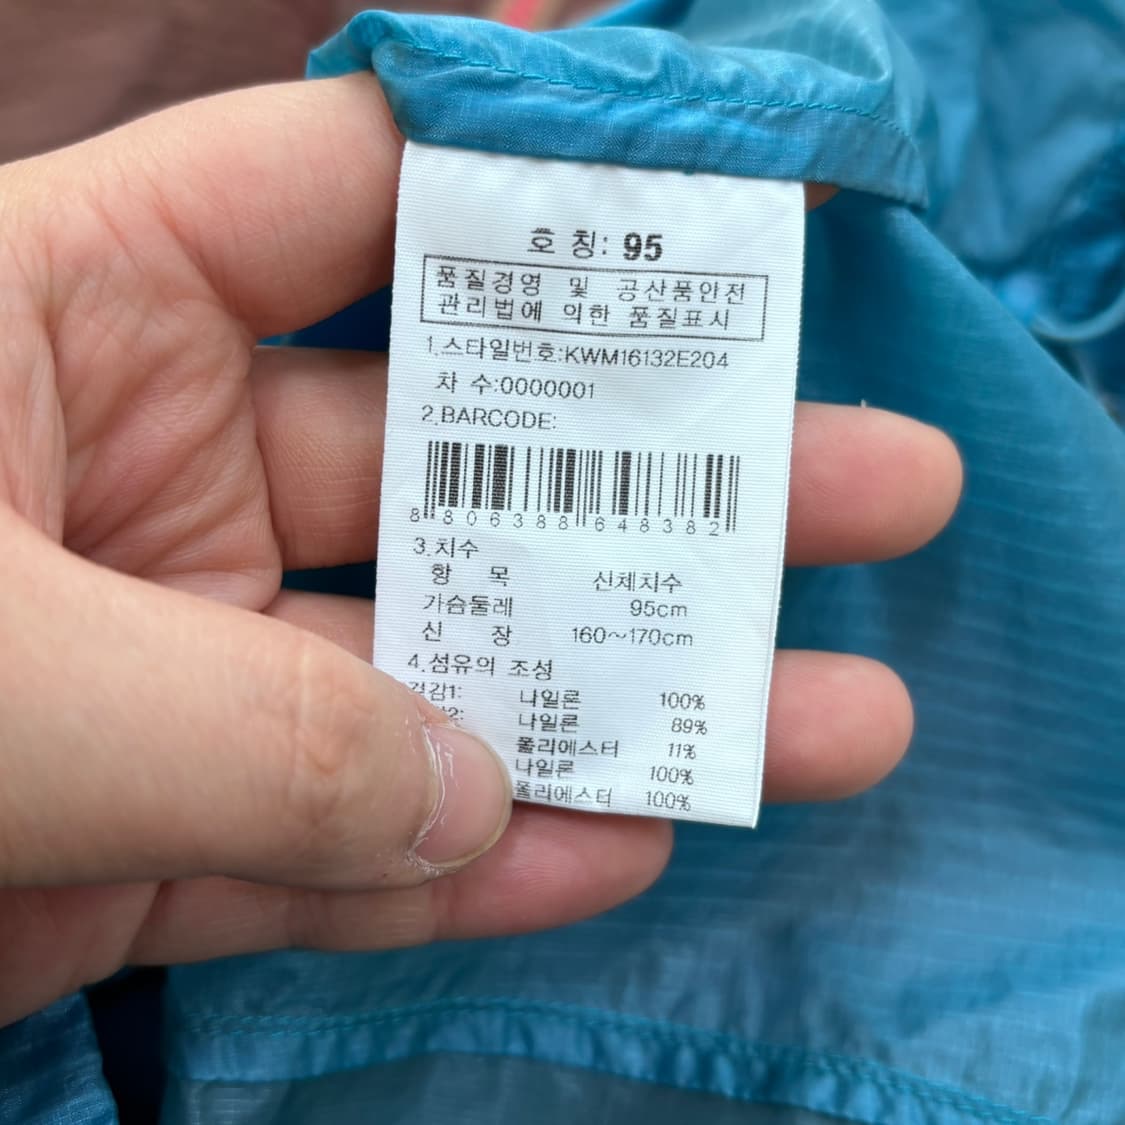 호 칭: 95
품질경영 및 공산품안전
관리법에 의한 품질표시
1.스타일번호:KWM16132E204
차 수:0000001
2.BARCODE:
8 806388 648382
3.치수
항 목 신체치수
가슴둘레 95cm
신 장 160~170cm
4.섬유의 조성
겉감1: 나일론 100%
나일론 89%
폴리에스터 11%
나일론 100%
폴리에스터 100%